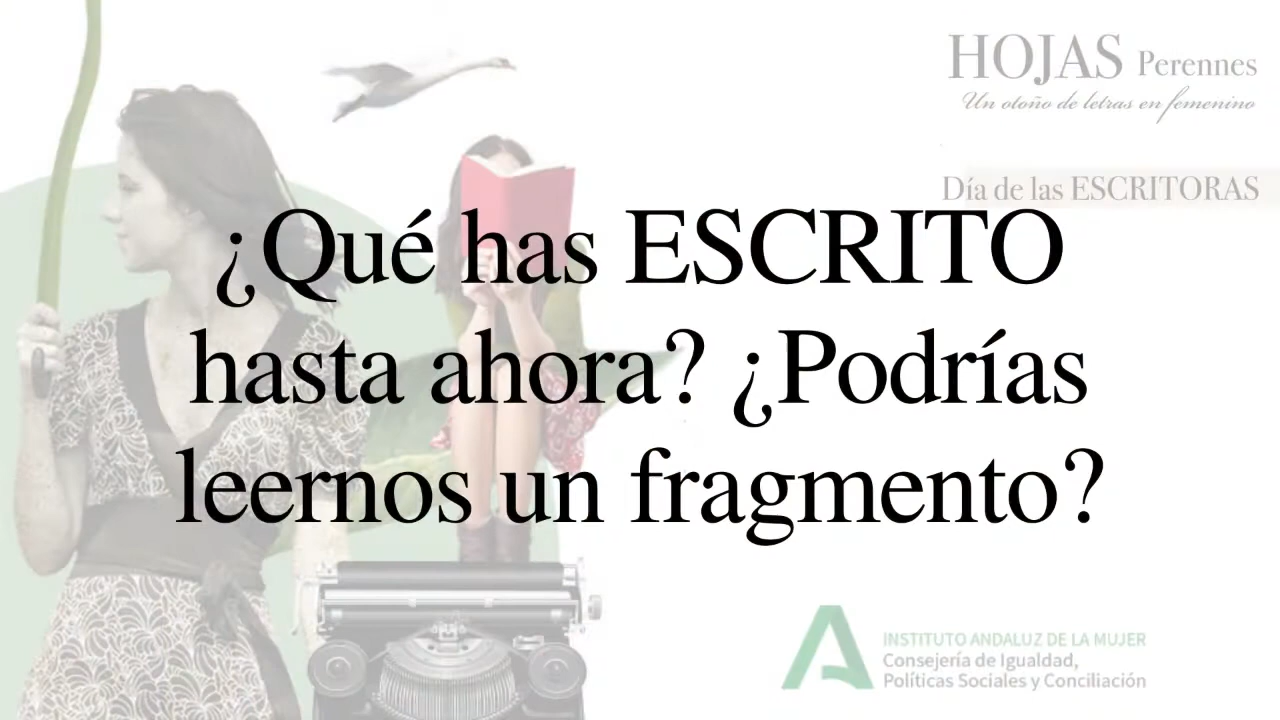 HOJAS Perennes
Un otoño de letras en femenino
Día de las ESCRITORAS
¿Qué has ESCRITO
hasta ahora? ¿Podrías
leernos un fragmento?
INSTITUTO ANDALUZ DE LA MUJER
Consejería de Igualdad,
Políticas Sociales y Conciliación